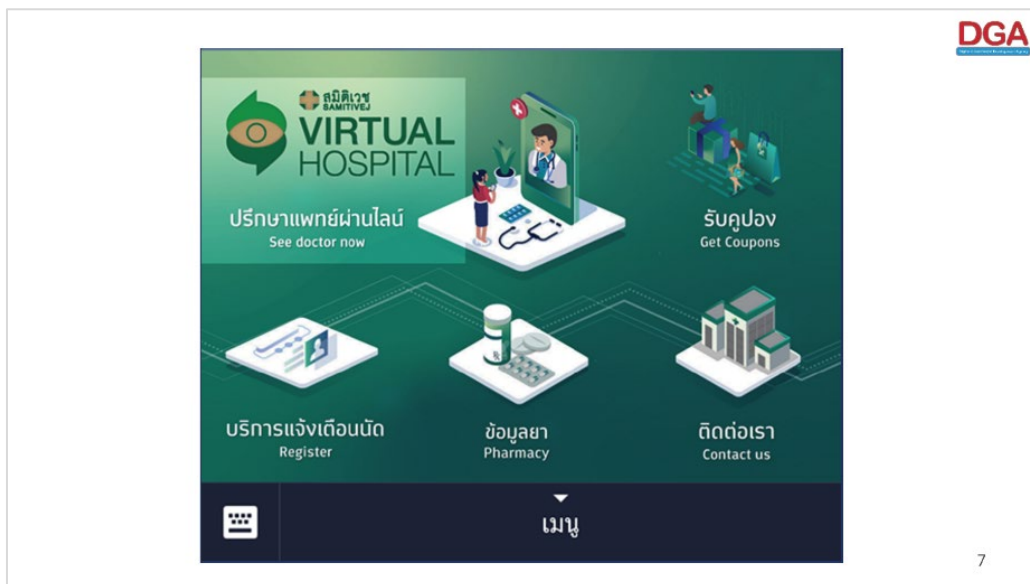 DGA
สมิติเวช
SAMITIVEJ
VIRTUAL
HOSPITAL
ปรึกษาแพทย์ผ่านไลน์
See doctor now
รับคูปอง
Get Coupons
บริการแจ้งเตือนนัด
Register
ข้อมูลยา
Pharmacy
ติดต่อเรา
Contact us
เมนู
7